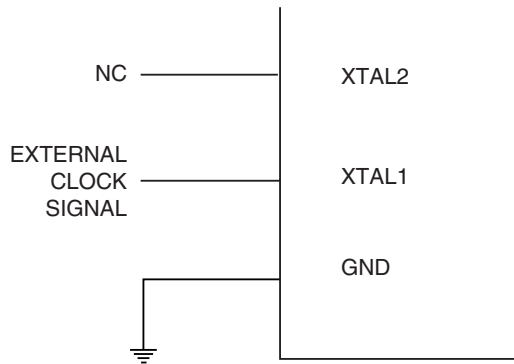 NC
XTAL2
EXTERNAL
CLOCK
SIGNAL
XTAL1
GND